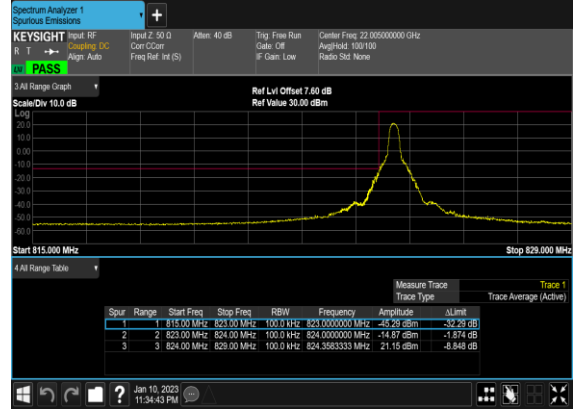 Spectrum Analyzer 1
Spurious Emissions
KEYSIGHT Input: RF Input Z: 50 Ω Atten: 40 dB Trig: Free Run Center Freq: 22.005000000 GHz
R T Coupling: DC Corr CCorr Gate: Off Avg|Hold: 100/100
Align: Auto Freq Ref: Int (S) IF Gain: Low Radio Std: None
PASS
3 All Range Graph
Ref Lvl Offset 7.60 dB
Scale/Div 10.0 dB Ref Value 30.00 dBm
Log
20.0
10.0
0.00
-10.0
-20.0
-30.0
-40.0
-50.0
-60.0
Start 815.000 MHz Stop 829.000 MHz
4 All Range Table
Measure Trace Trace 1
Trace Type Trace Average (Active)
Spur Range Start Freq Stop Freq RBW Frequency Amplitude ΔLimit
1 1 815.00 MHz 823.00 MHz 100.0 kHz 823.0000000 MHz -45.29 dBm -32.29 dB
2 2 823.00 MHz 824.00 MHz 100.0 kHz 824.0000000 MHz -14.87 dBm -1.874 dB
3 3 824.00 MHz 829.00 MHz 100.0 kHz 824.3583333 MHz 21.15 dBm -8.848 dB
Jan 10, 2023
11:34:43 PM